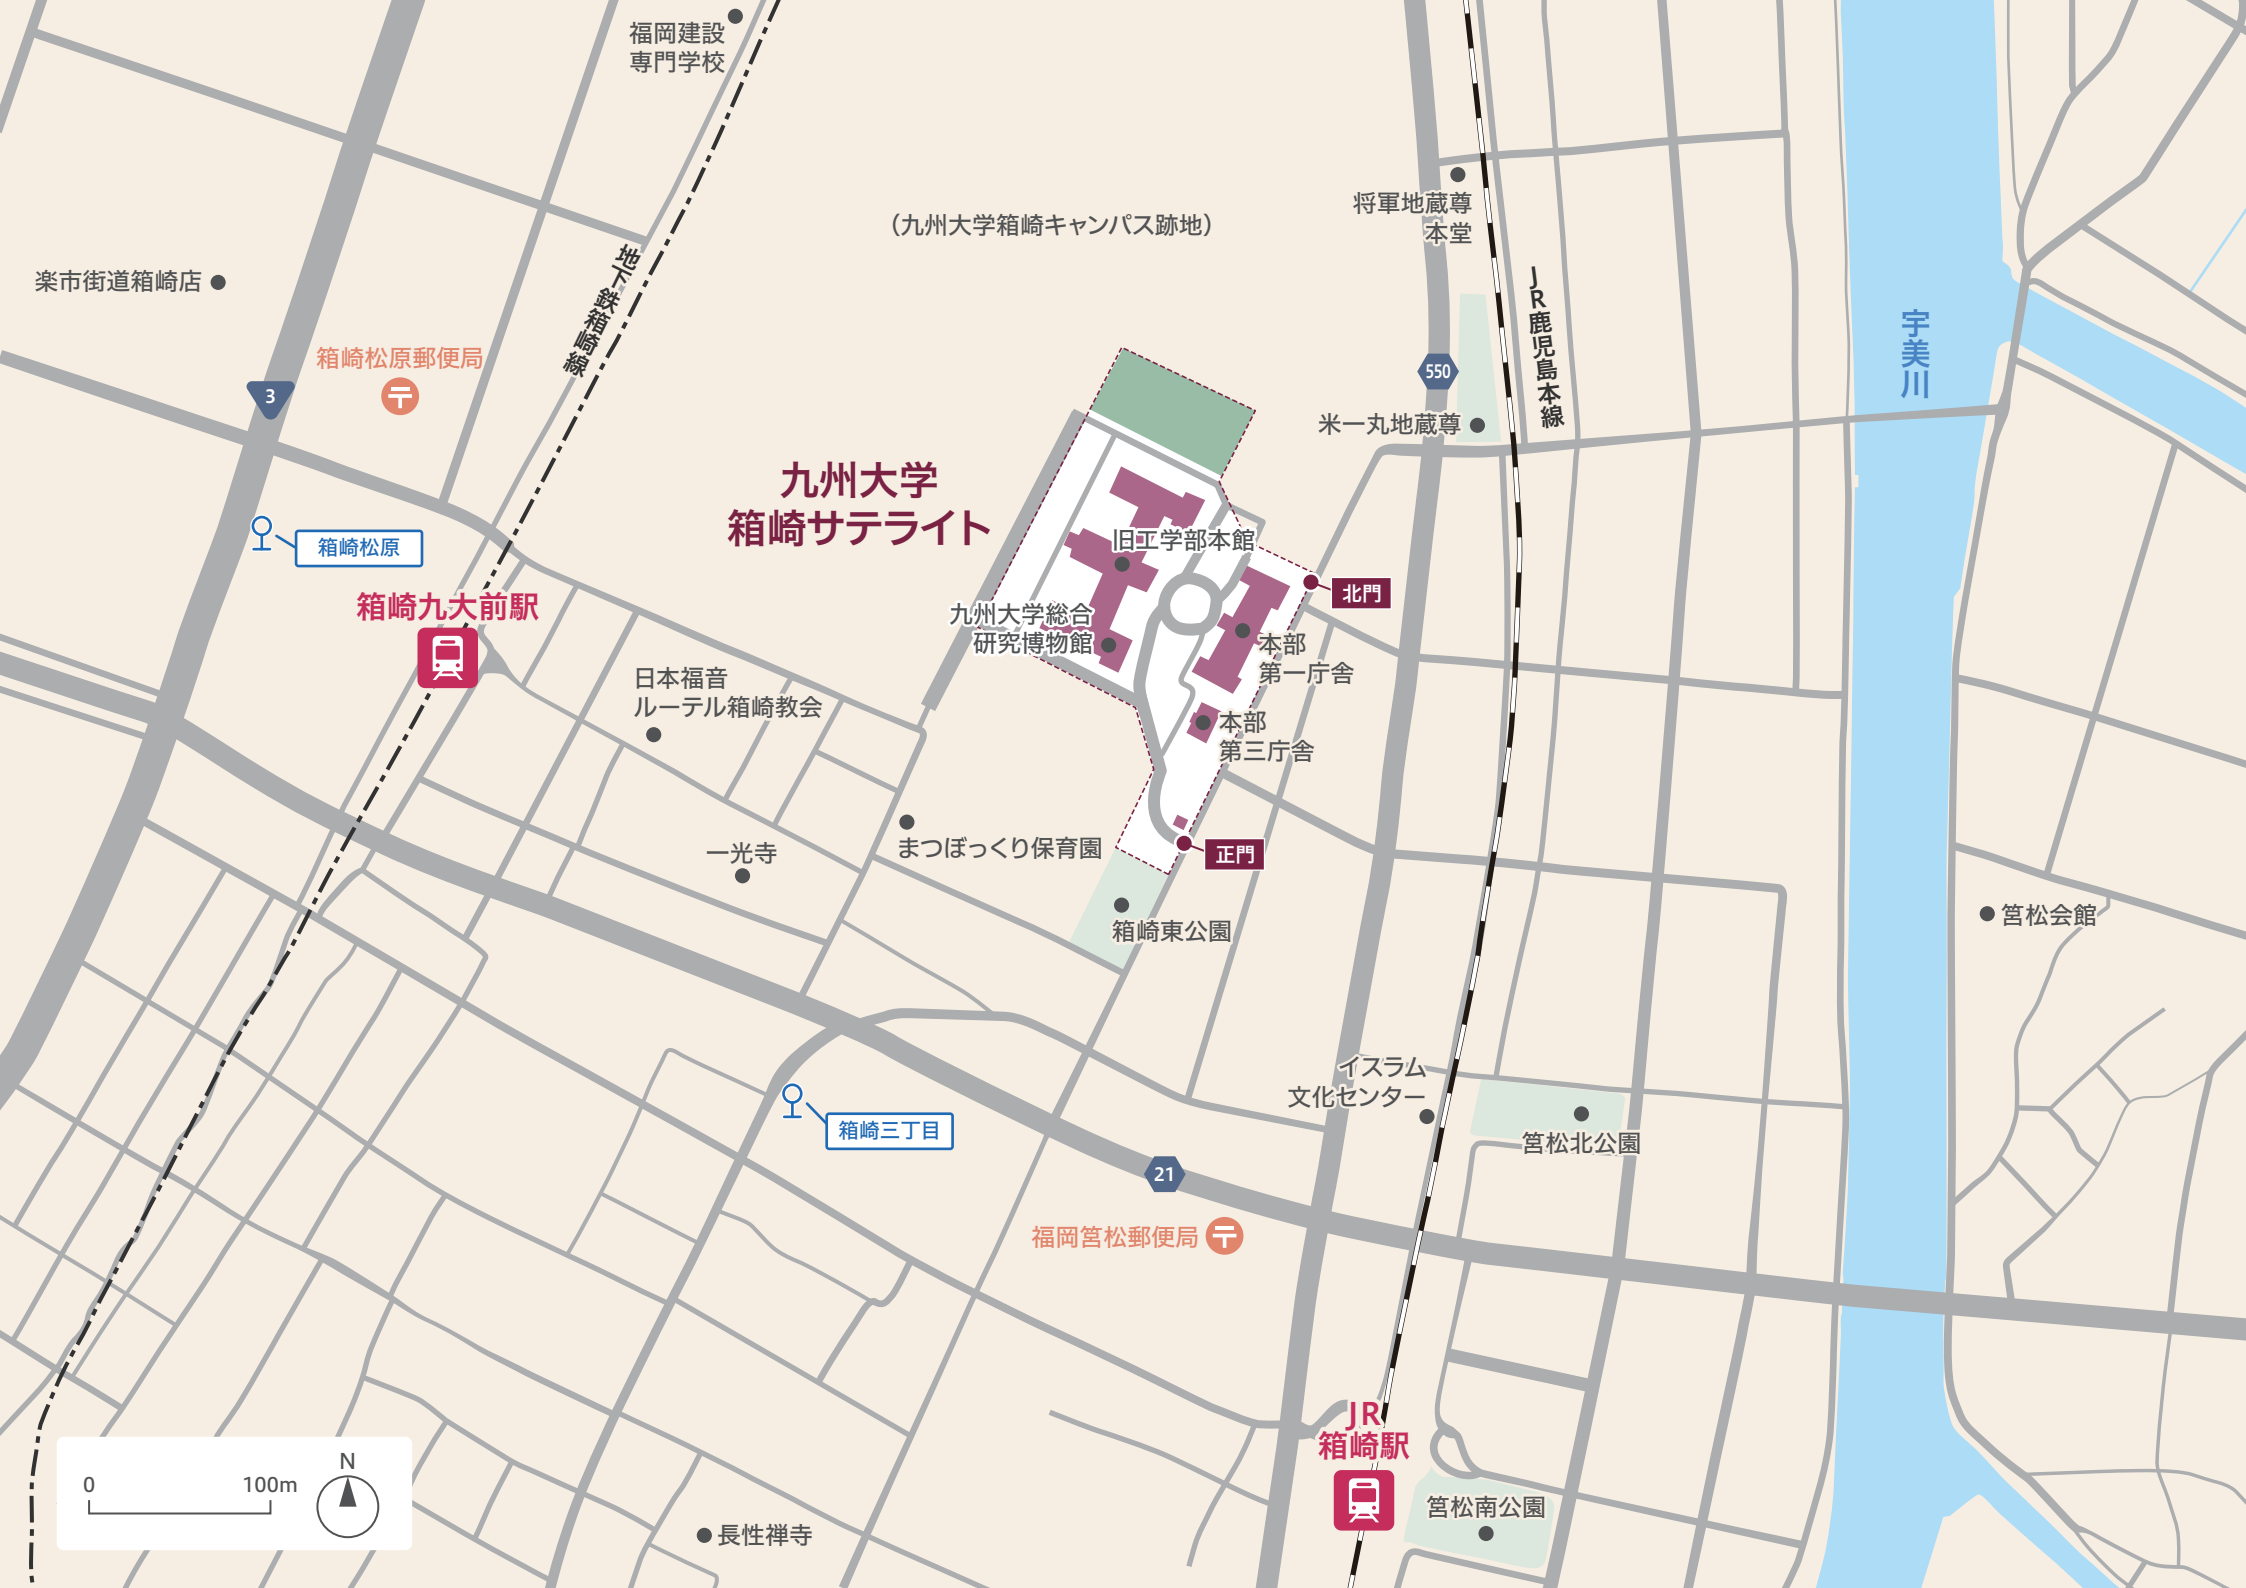 福岡建設
専門学校
（九州大学箱崎キャンパス跡地）
将軍地蔵尊
本堂
楽市街道箱崎店
地下鉄箱崎線
JR鹿児島本線
宇美川
箱崎松原郵便局
3
550
米一丸地蔵尊
九州大学
箱崎サテライト
箱崎松原
旧工学部本館
北門
箱崎九大前駅
九州大学総合
研究博物館
本部
第一庁舎
日本福音
ルーテル箱崎教会
本部
第三庁舎
まつぼっくり保育園
一光寺
正門
箱崎東公園
筥松会館
イスラム
文化センター
箱崎三丁目
筥松北公園
21
福岡筥松郵便局
JR
箱崎駅
筥松南公園
長性禅寺
0 100m
N